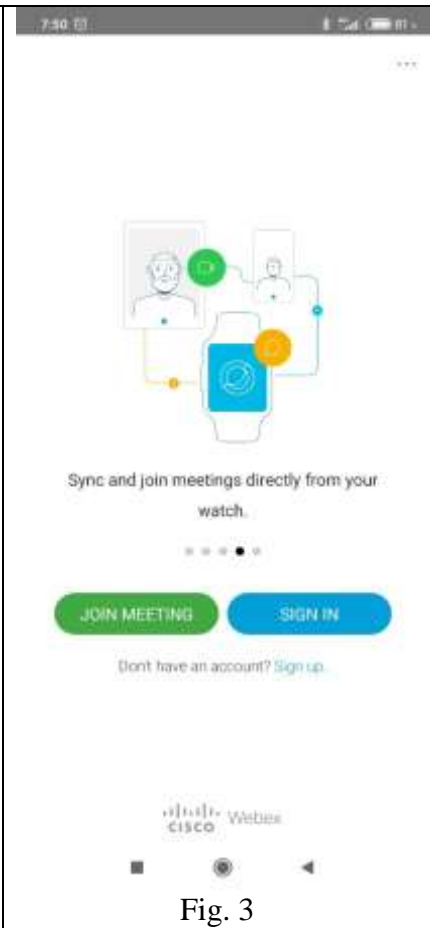 7:50
81
Sync and join meetings directly from your
watch.
JOIN MEETING
SIGN IN
Don't have an account? Sign up.
CISCO Webex
Fig. 3